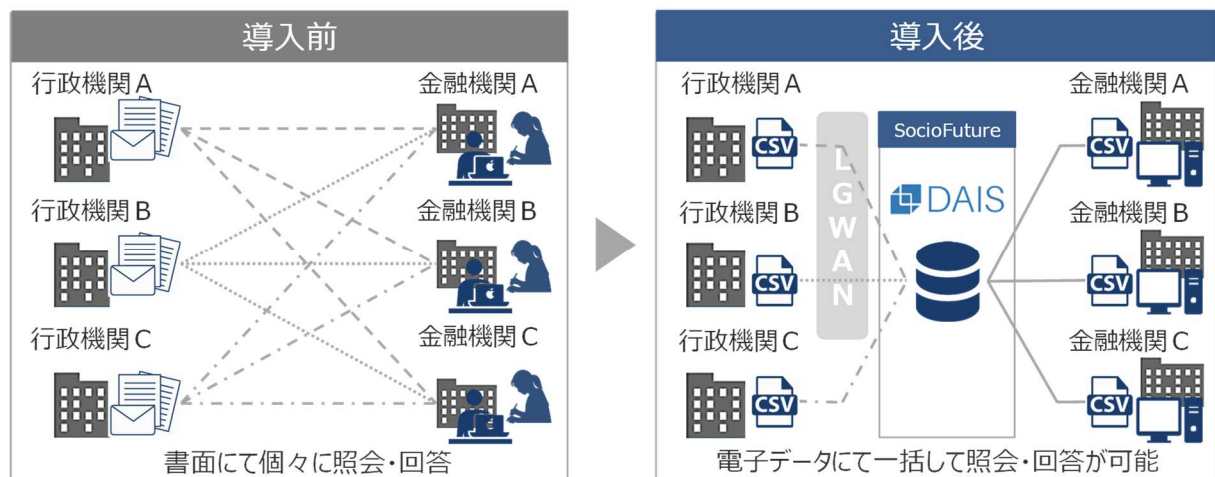 導入前
行政機関A
金融機関A
行政機関B
金融機関B
行政機関C
金融機関C
書面にて個々に照会・回答
導入後
行政機関A
金融機関A
CSV
LGWAN
SocioFuture
CSV
DAIS
行政機関B
金融機関B
CSV
CSV
行政機関C
金融機関C
CSV
CSV
電子データにて一括して照会・回答が可能